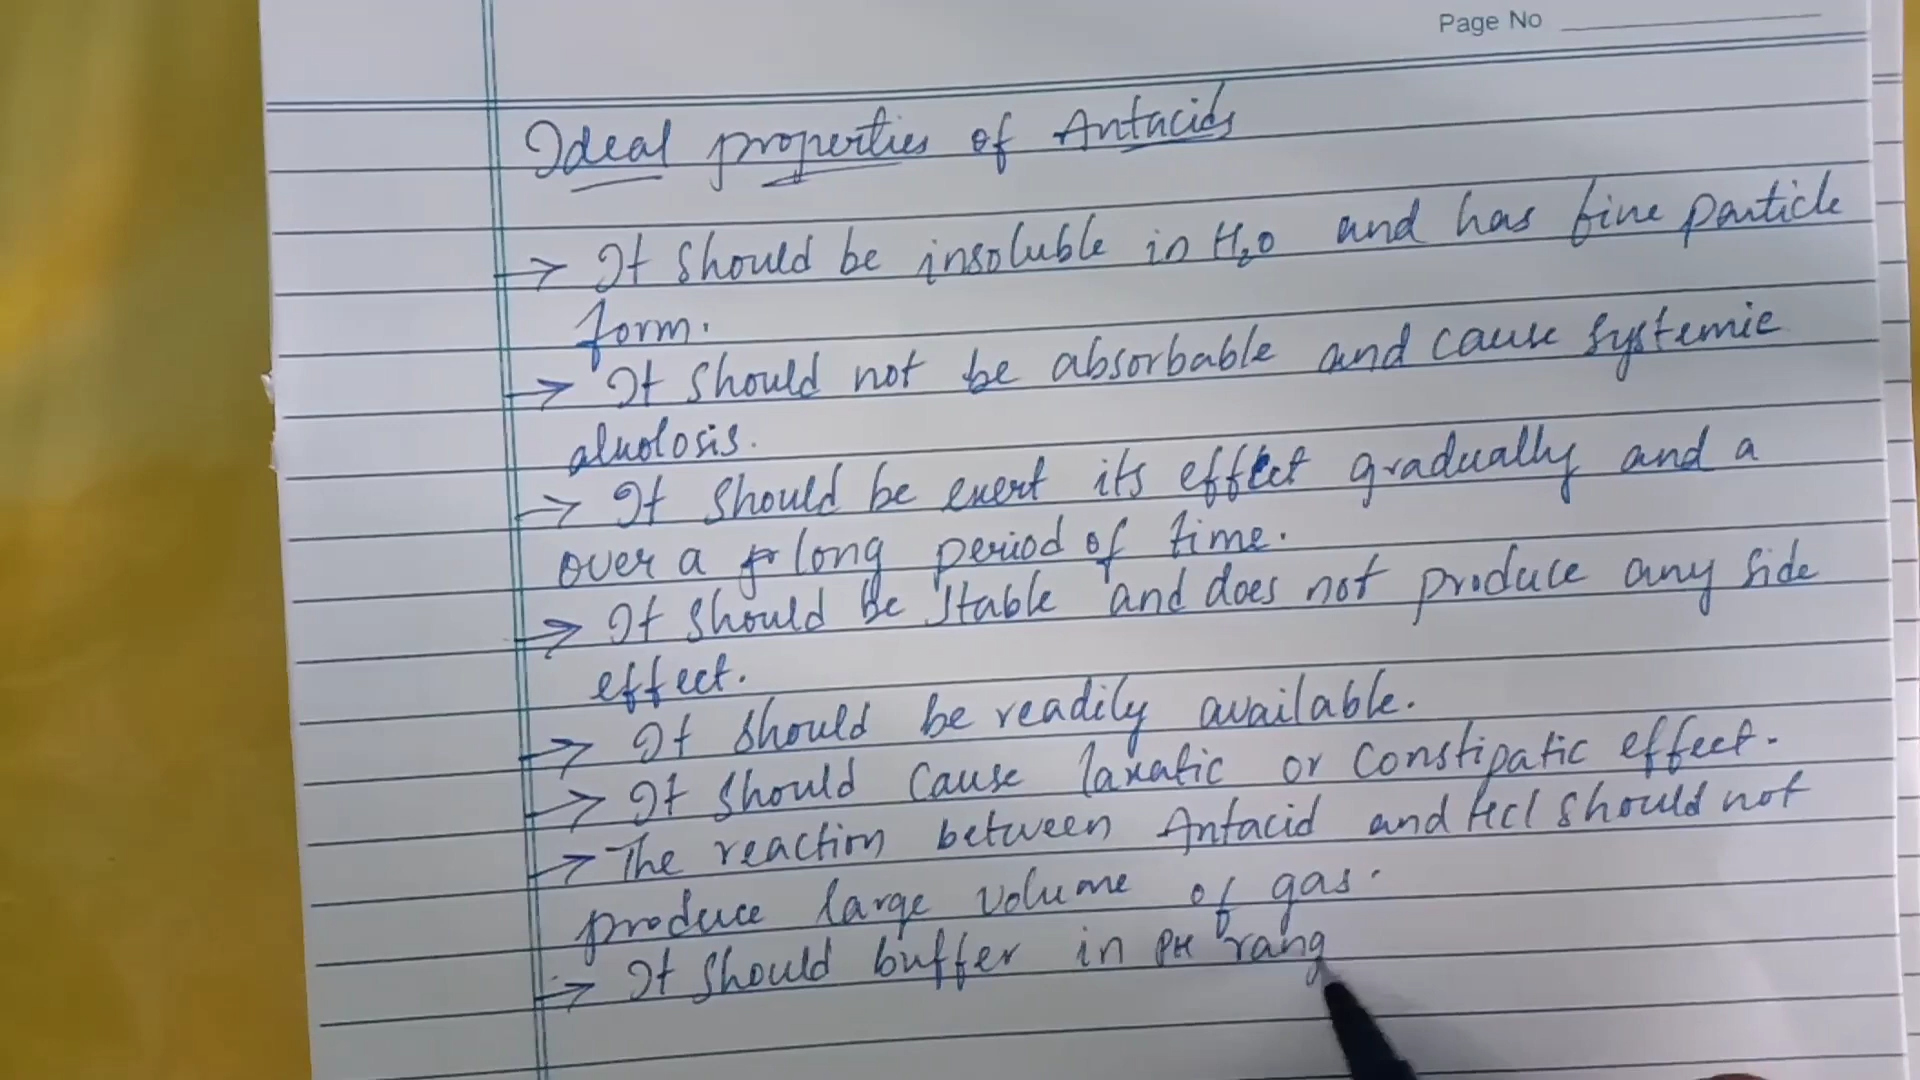 Page No
Ideal properties of Antacids
→ It should be insoluble in H₂O and has fine particle
form.
→ It should not be absorbable and cause systemic
alkolosis.
→ It should be exert its effect gradually and a
over a long period of time.
→ It should be stable and does not produce any side
effect.
→ It should be readily available.
→ It should cause laxatic or constipatic effect.
→ The reaction between Antacid and Hcl should not
produce large volume of gas.
→ It should buffer in PH rang